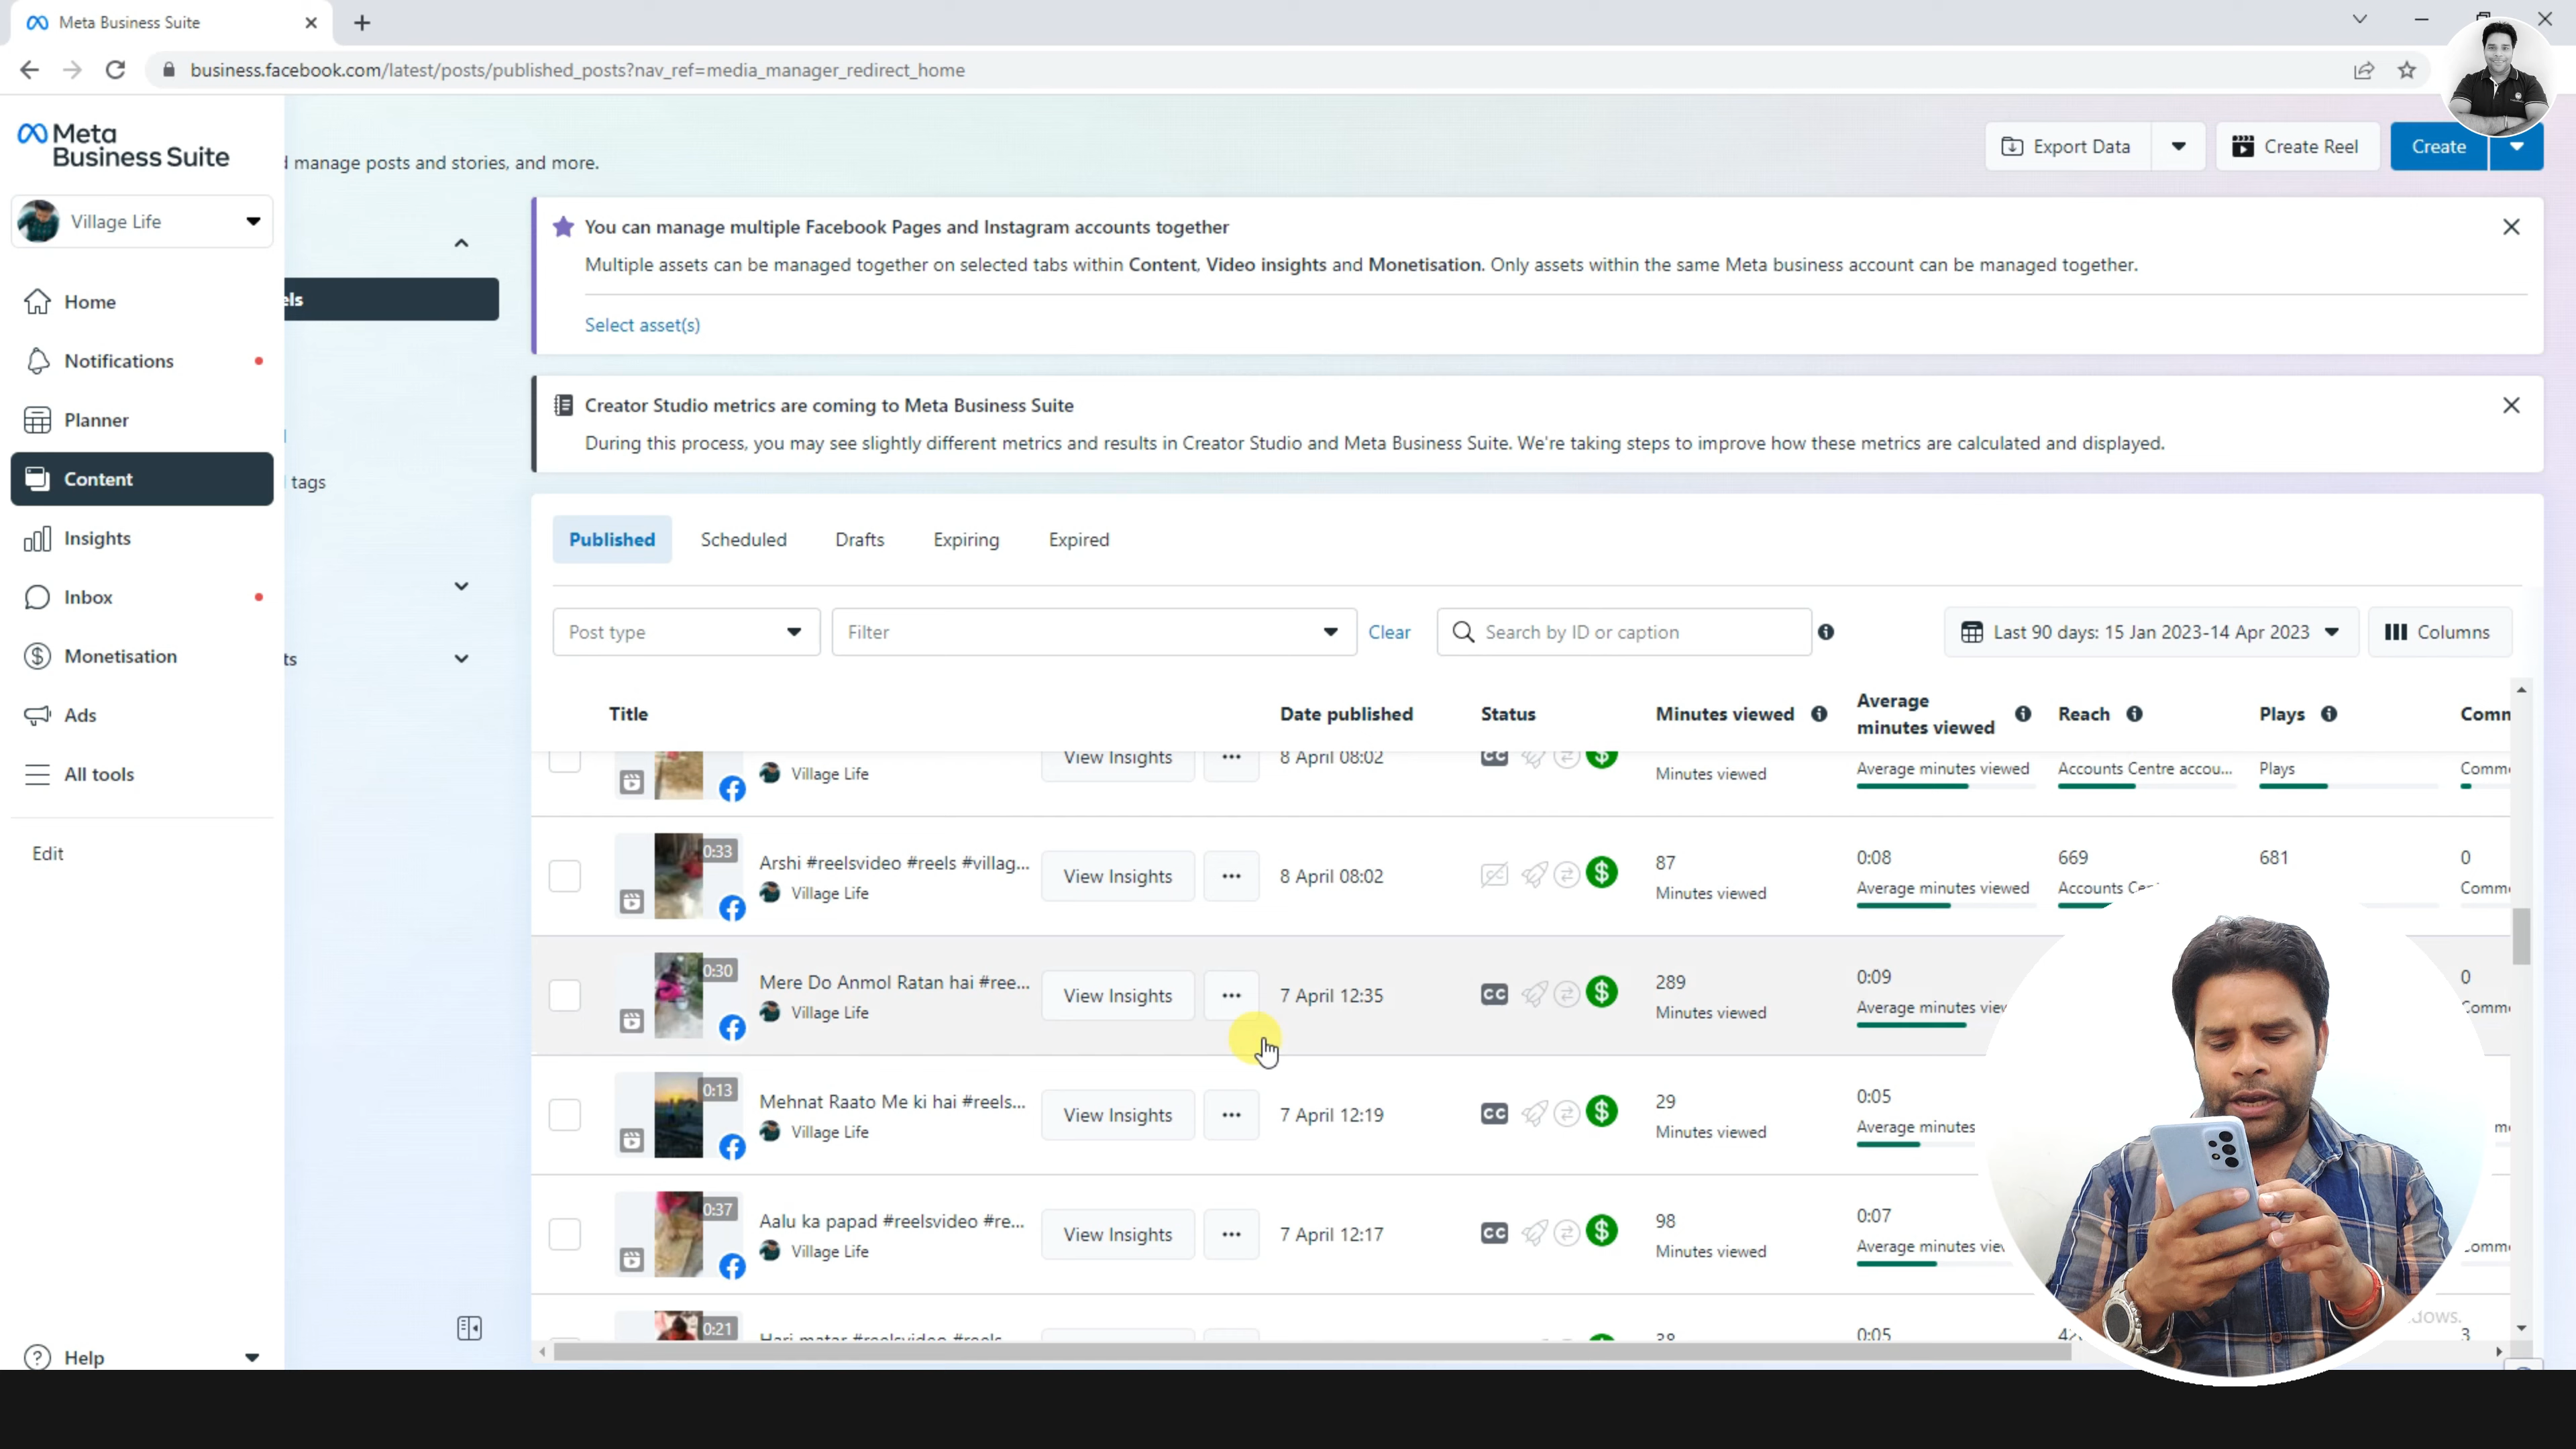 Meta Business Suite
business.facebook.com/latest/posts/published_posts?nav_ref=media_manager_redirect_home
Meta
Business Suite
manage posts and stories, and more.
Export Data
Create Reel
Create
Village Life
Home
Notifications
Planner
Content
Insights
Inbox
Monetisation
Ads
All tools
Edit
Help
els
tags
ts
You can manage multiple Facebook Pages and Instagram accounts together
Multiple assets can be managed together on selected tabs within Content, Video insights and Monetisation. Only assets within the same Meta business account can be managed together.
Select asset(s)
Creator Studio metrics are coming to Meta Business Suite
During this process, you may see slightly different metrics and results in Creator Studio and Meta Business Suite. We're taking steps to improve how these metrics are calculated and displayed.
Published Scheduled Drafts Expiring Expired
Post type Filter Clear Search by ID or caption Last 90 days: 15 Jan 2023-14 Apr 2023 Columns
Title Date published Status Minutes viewed Average minutes viewed Reach Plays Comm
View Insights ••• 8 April 08:02 CC $
Village Life Minutes viewed Average minutes viewed Accounts Centre accou... Plays Comme
0:33 Arshi #reelsvideo #reels #villag... View Insights ••• 8 April 08:02 $ 87 0:08 669 681 0
Village Life Minutes viewed Average minutes viewed Accounts Comme
0:30 Mere Do Anmol Ratan hai #ree... View Insights ••• 7 April 12:35 CC $ 289 0:09 0
Village Life Minutes viewed Average minutes view
0:13 Mehnat Raato Me ki hai #reels... View Insights ••• 7 April 12:19 CC $ 29 0:05
Village Life Minutes viewed Average minutes
0:37 Aalu ka papad #reelsvideo #re... View Insights ••• 7 April 12:17 CC $ 98 0:07
Village Life Minutes viewed Average minutes
0:21 Hari matar #reelsvideo #reels 38 0:05 3
dows.